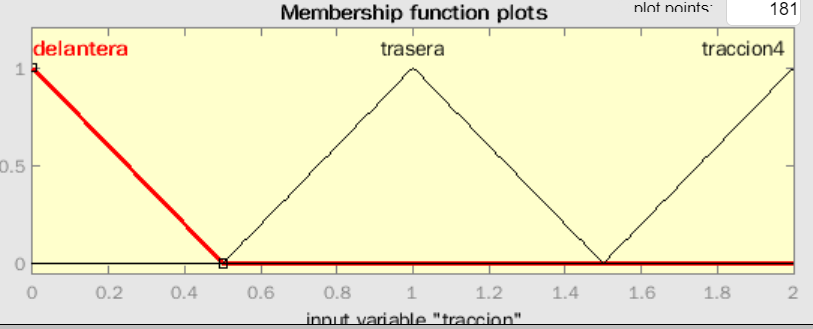 Membership function plots
plot points:
181
delantera
trasera
traccion4
1
0.5
0
0 0.2 0.4 0.6 0.8 1 1.2 1.4 1.6 1.8 2
input variable "traccion"